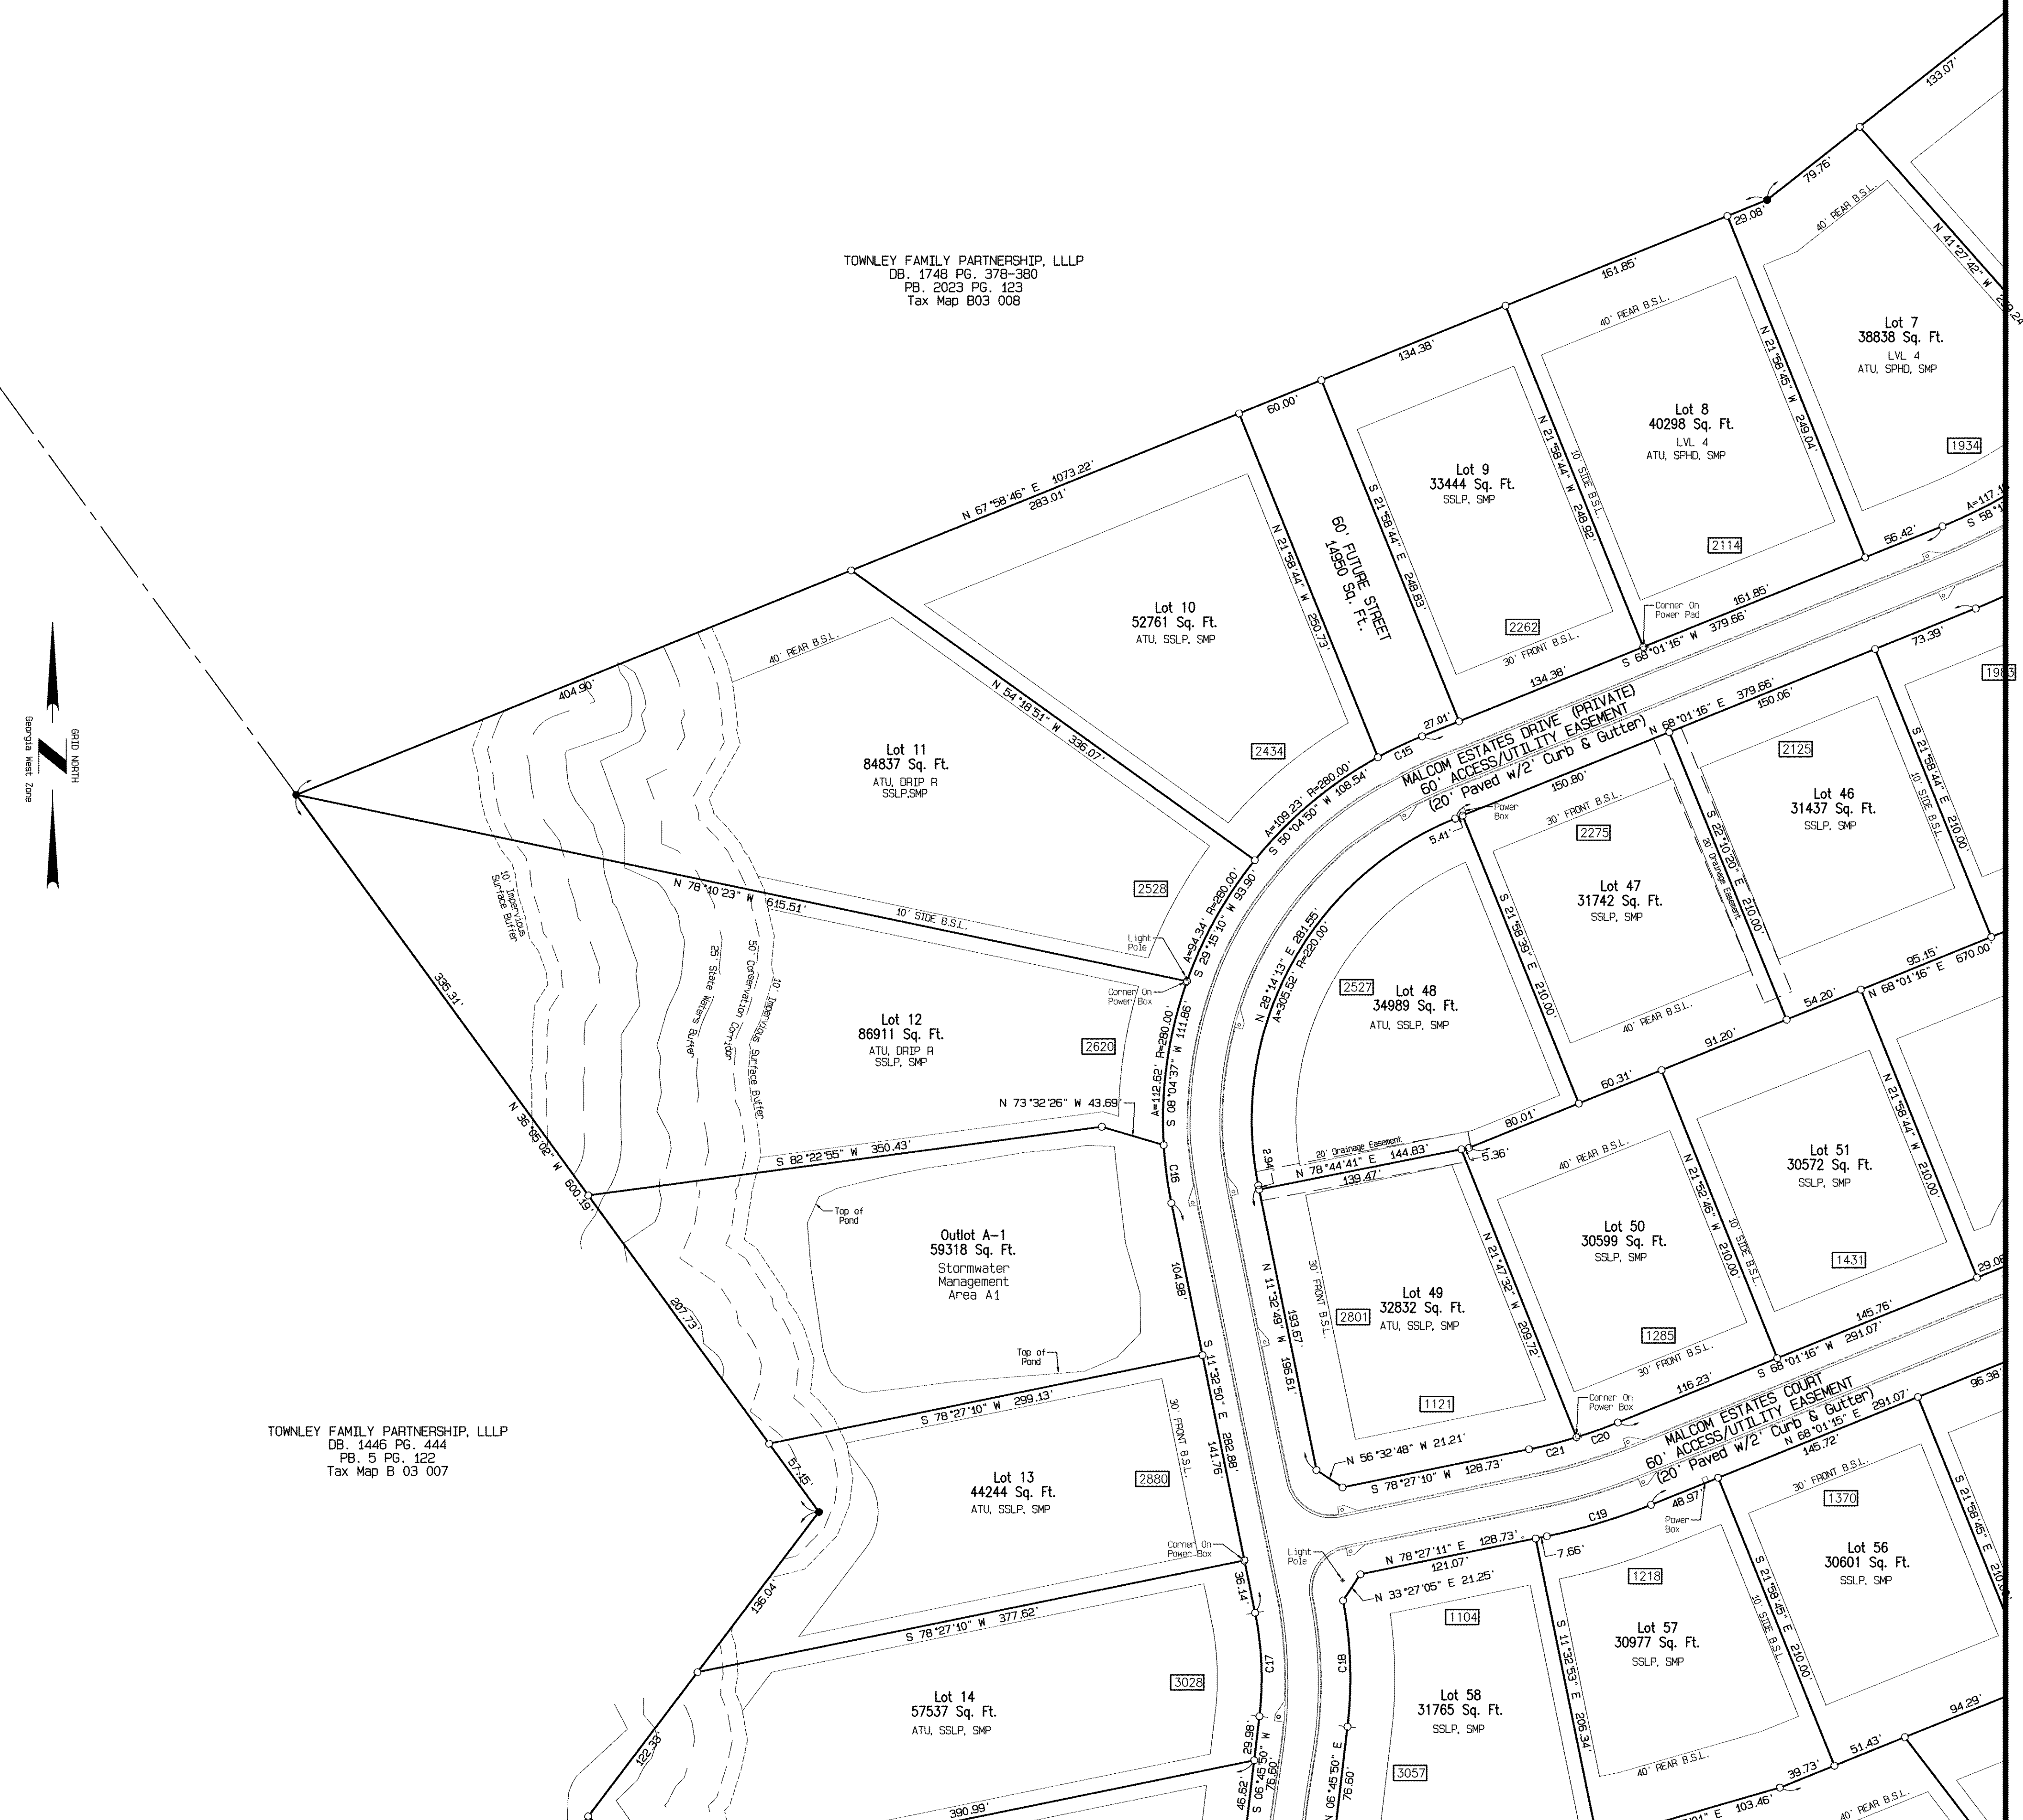 133.07'
79.76'
29.08'
40' REAR B.S.L.
N 41°27'42" W
161.85'
TOWNLEY FAMILY PARTNERSHIP, LLLP
DB. 1748 PG. 378-380
PB. 2023 PG. 123
Tax Map B03 008
Lot 7
38838 Sq. Ft.
LVL 4
ATU, SPHD, SMP
1934
134.38'
40' REAR B.S.L.
N 21°58'45" W 249.04'
Lot 8
40298 Sq. Ft.
LVL 4
ATU, SPHD, SMP
2114
60.00'
N 21°58'44" W 248.92'
10' SIDE B.S.L.
Lot 9
33444 Sq. Ft.
SSLP, SMP
2262
30' FRONT B.S.L.
S 21°58'44" E 248.83'
60' FUTURE STREET
14950 Sq. Ft.
N 67°58'46" E 1073.22'
283.01'
N 21°58'44" W 250.73'
Lot 10
52761 Sq. Ft.
ATU, SSLP, SMP
2434
56.42'
161.85'
Corner On
Power Pad
S 68°01'16" W 379.66'
134.38'
27.01'
C15
MALCOM ESTATES DRIVE (PRIVATE)
60' ACCESS/UTILITY EASEMENT
(20' Paved w/2' Curb & Gutter)
N 68°01'16" E 379.66'
73.39'
150.06'
150.80'
1983
404.90'
40' REAR B.S.L.
N 54°18'51" W 336.07'
Lot 11
84837 Sq. Ft.
ATU, DRIP R
SSLP,SMP
2528
A=109.23' R=280.00'
S 50°04'50" W 108.54'
GRID NORTH
Georgia West Zone
5.41'
Power
Box
30' FRONT B.S.L.
2275
2125
Lot 46
31437 Sq. Ft.
SSLP, SMP
S 21°58'44" E 210.00'
10' SIDE B.S.L.
S 22°10'20" E 210.00'
20' Drainage Easement
Lot 47
31742 Sq. Ft.
SSLP, SMP
S 21°58'39" E 210.00'
10' Impervious
Surface Buffer
N 78°10'23" W 615.51'
10' SIDE B.S.L.
Light
Pole
A=94.34' R=280.00'
S 29°15'10" W 93.90'
N 28°14'13" E 281.55'
A=305.52' R=220.00'
Corner On
Power Box
335.31'
25' State Waters Buffer
50' Conservation Corridor
10' Impervious Surface Buffer
Lot 12
86911 Sq. Ft.
ATU, DRIP R
SSLP, SMP
2620
2527
Lot 48
34989 Sq. Ft.
ATU, SSLP, SMP
40' REAR B.S.L.
95.15'
N 68°01'16" E 670.00'
54.20'
91.20'
60.31'
80.01'
A=112.62' R=280.00'
S 08°04'37" W 111.86'
N 73°32'26" W 43.69'
N 36°05'02" W 600.19'
S 82°22'55" W 350.43'
C16
2.94'
20' Drainage Easement
N 78°44'41" E 144.83'
139.47'
5.36'
40' REAR B.S.L.
N 21°58'44" W 210.00'
Lot 51
30572 Sq. Ft.
SSLP, SMP
1431
N 21°52'46" W 210.00'
10' SIDE B.S.L.
Top of
Pond
Outlot A-1
59318 Sq. Ft.
Stormwater
Management
Area A1
104.98'
Lot 50
30599 Sq. Ft.
SSLP, SMP
1285
30' FRONT B.S.L.
N 21°47'32" W 209.72'
N 11°32'49" W 196.61'
193.67'
30' FRONT B.S.L.
Lot 49
32832 Sq. Ft.
ATU, SSLP, SMP
2801
1121
207.73'
Top of
Pond
S 78°27'10" W 299.13'
S 11°32'50" E 282.88'
141.76'
145.76'
S 68°01'16" W 291.07'
116.23'
Corner On
Power Box
C20
C21
N 56°32'48" W 21.21'
S 78°27'10" W 128.73'
MALCOM ESTATES COURT
60' ACCESS/UTILITY EASEMENT
(20' Paved w/2' Curb & Gutter)
N 68°01'15" E 291.07'
96.38'
145.72'
TOWNLEY FAMILY PARTNERSHIP, LLLP
DB. 1446 PG. 444
PB. 5 PG. 122
Tax Map B 03 007
57.15'
30' FRONT B.S.L.
Lot 13
44244 Sq. Ft.
ATU, SSLP, SMP
2880
Corner On
Power Box
48.97'
Power
Box
C19
30' FRONT B.S.L.
1370
Lot 56
30601 Sq. Ft.
SSLP, SMP
S 21°58'45" E
Light
Pole
N 78°27'11" E 128.73'
121.07'
7.66'
N 33°27'05" E 21.25'
136.04'
36.14'
S 78°27'10" W 377.62'
1104
1218
Lot 57
30977 Sq. Ft.
SSLP, SMP
S 21°58'45" E 210.00'
10' SIDE B.S.L.
S 11°32'53" E 206.34'
C17
C18
3028
Lot 14
57537 Sq. Ft.
ATU, SSLP, SMP
Lot 58
31765 Sq. Ft.
SSLP, SMP
3057
122.33'
29.98'
S 06°45'50" W
76.60'
46.62'
N 06°45'50" E
76.60'
390.99'
40' REAR B.S.L.
94.29'
51.43'
39.73'
103.46'
40' REAR B.S.L.